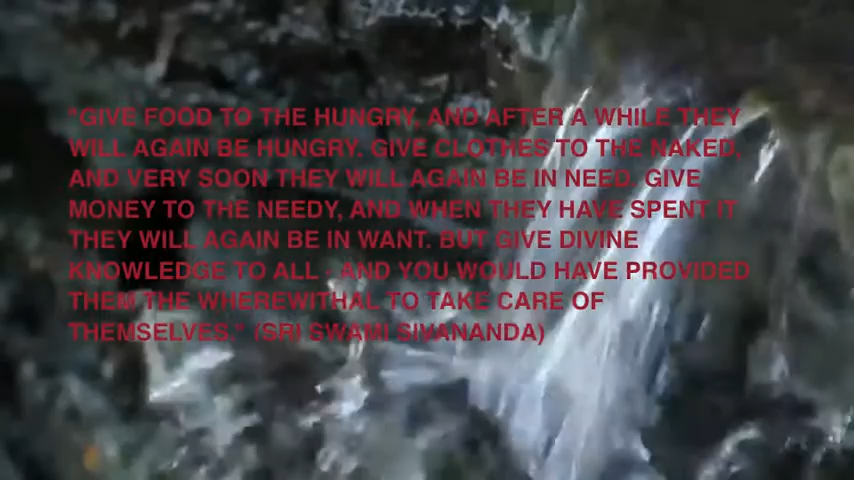 "GIVE FOOD TO THE HUNGRY, AND AFTER A WHILE THEY
WILL AGAIN BE HUNGRY. GIVE CLOTHES TO THE NAKED,
AND VERY SOON THEY WILL AGAIN BE IN NEED. GIVE
MONEY TO THE NEEDY, AND WHEN THEY HAVE SPENT IT
THEY WILL AGAIN BE IN WANT. BUT GIVE DIVINE
KNOWLEDGE TO ALL - AND YOU WOULD HAVE PROVIDED
THEM THE WHEREWITHAL TO TAKE CARE OF
THEMSELVES." (SRI SWAMI SIVANANDA)